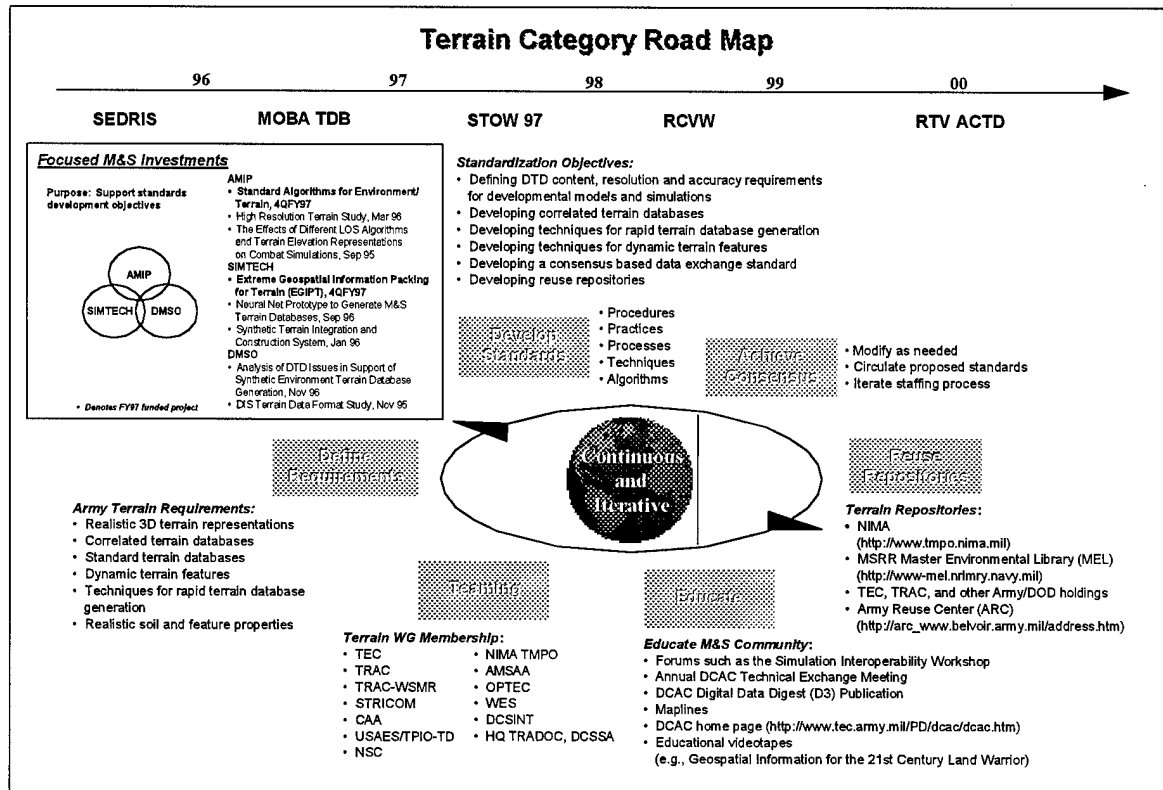 Terrain Category Road Map
96 97 98 99 00
SEDRIS MOBA TDB STOW 97 RCVW RTV ACTD
Focused M&S Investments
Purpose: Support standards
development objectives
AMIP
SIMTECH DMSO
• Denotes FY97 funded project
AMIP
• Standard Algorithms for Environment/
Terrain, 4QFY97
• High Resolution Terrain Study, Mar 96
• The Effects of Different LOS Algorithms
and Terrain Elevation Representations
on Combat Simulations, Sep 95
SIMTECH
• Extreme Geospatial Information Packing
for Terrain (EGIPT), 4QFY97
• Neural Net Prototype to Generate M&S
Terrain Databases, Sep 96
• Synthetic Terrain Integration and
Construction System, Jan 96
DMSO
• Analysis of DTD Issues in Support of
Synthetic Environment Terrain Database
Generation, Nov 96
• DIS Terrain Data Format Study, Nov 95
Standardization Objectives:
• Defining DTD content, resolution and accuracy requirements
for developmental models and simulations
• Developing correlated terrain databases
• Developing techniques for rapid terrain database generation
• Developing techniques for dynamic terrain features
• Developing a consensus based data exchange standard
• Developing reuse repositories
Develop
Standards
• Procedures
• Practices
• Processes
• Techniques
• Algorithms
Achieve
Consensus
• Modify as needed
• Circulate proposed standards
• Iterate staffing process
Define
Requirements
Continuous
and
Iterative
Reuse
Repositories
Army Terrain Requirements:
• Realistic 3D terrain representations
• Correlated terrain databases
• Standard terrain databases
• Dynamic terrain features
• Techniques for rapid terrain database
generation
• Realistic soil and feature properties
Terrain Repositories:
• NIMA
(http://www.tmpo.nima.mil)
• MSRR Master Environmental Library (MEL)
(http://www-mel.nrlmry.navy.mil)
• TEC, TRAC, and other Army/DOD holdings
• Army Reuse Center (ARC)
(http://arc_www.belvoir.army.mil/address.htm)
Teaming
Terrain WG Membership:
• TEC
• TRAC
• TRAC-WSMR
• STRICOM
• CAA
• USAES/TPIO-TD
• NSC
• NIMA TMPO
• AMSAA
• OPTEC
• WES
• DCSINT
• HQ TRADOC, DCSSA
Educate
Educate M&S Community:
• Forums such as the Simulation Interoperability Workshop
• Annual DCAC Technical Exchange Meeting
• DCAC Digital Data Digest (D3) Publication
• Maplines
• DCAC home page (http://www.tec.army.mil/PD/dcac/dcac.htm)
• Educational videotapes
(e.g., Geospatial Information for the 21st Century Land Warrior)